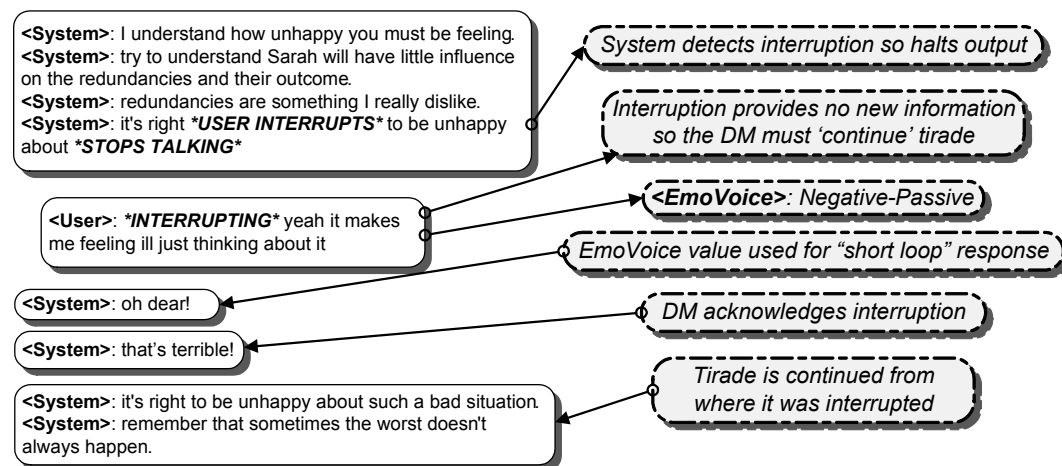 <System>: I understand how unhappy you must be feeling.
<System>: try to understand Sarah will have little influence
on the redundancies and their outcome.
<System>: redundancies are something I really dislike.
<System>: it's right *USER INTERRUPTS* to be unhappy
about *STOPS TALKING*
System detects interruption so halts output
Interruption provides no new information
so the DM must ‘continue’ tirade
<User>: *INTERRUPTING* yeah it makes
me feeling ill just thinking about it
<EmoVoice>: Negative-Passive
EmoVoice value used for “short loop” response
<System>: oh dear!
DM acknowledges interruption
<System>: that’s terrible!
Tirade is continued from
where it was interrupted
<System>: it's right to be unhappy about such a bad situation.
<System>: remember that sometimes the worst doesn't
always happen.